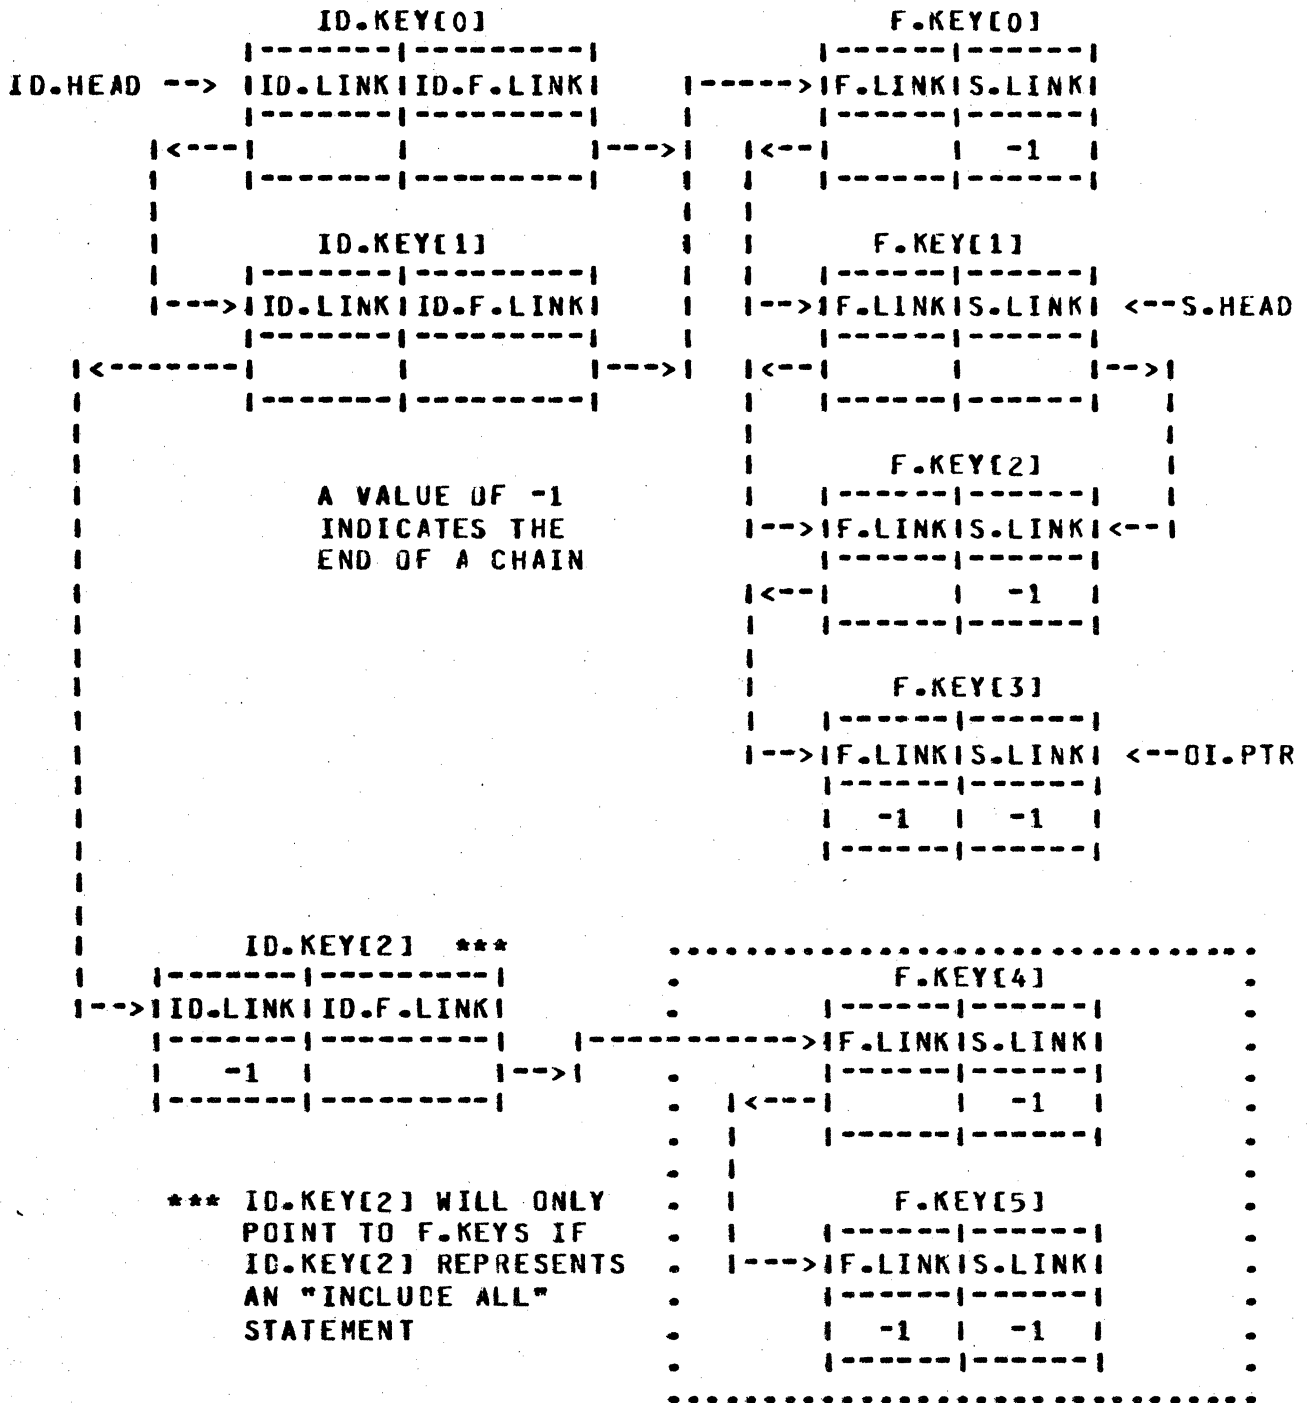 ID.KEY[0] F.KEY[0]
ID.HEAD --> |ID.LINK|ID.F.LINK| |----->|F.LINK|S.LINK|
-1
ID.KEY[1] F.KEY[1]
|--->|ID.LINK|ID.F.LINK| |-->|F.LINK|S.LINK| <--S.HEAD
F.KEY[2]
A VALUE OF -1
INDICATES THE |-->|F.LINK|S.LINK|<--|
END OF A CHAIN
-1
F.KEY[3]
|-->|F.LINK|S.LINK| <--OI.PTR
-1 | -1
ID.KEY[2] ***
F.KEY[4]
|-->|ID.LINK|ID.F.LINK|
|----------->|F.LINK|S.LINK|
-1
-1
*** ID.KEY[2] WILL ONLY F.KEY[5]
POINT TO F.KEYS IF
ID.KEY[2] REPRESENTS |--->|F.LINK|S.LINK|
AN "INCLUDE ALL"
STATEMENT -1 | -1